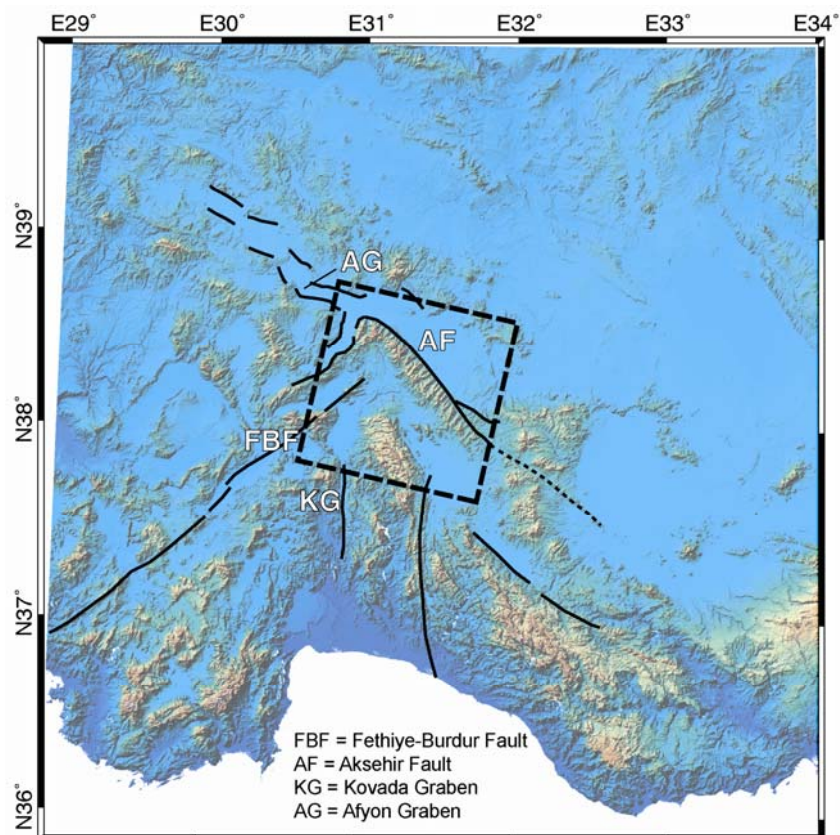 E29 E30 E31 E32 E33 E34
N39
AG
AF
N38
FBF
KG
N37
FBF = Fethiye-Burdur Fault
AF = Aksehir Fault
KG = Kovada Graben
AG = Afyon Graben
N36